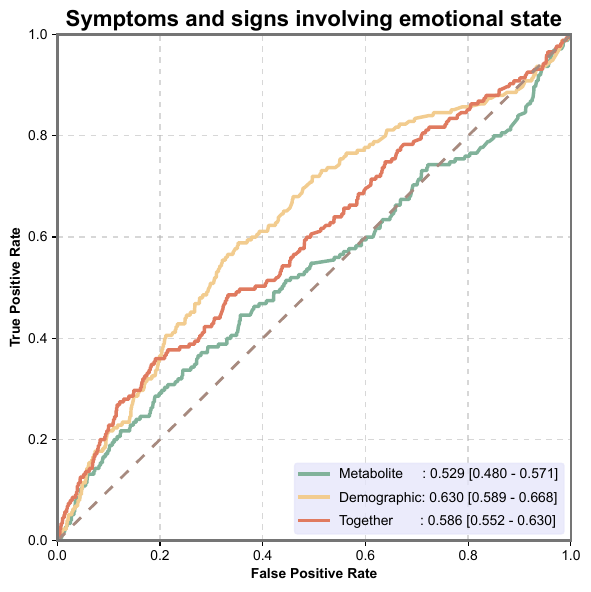 Symptoms and signs involving emotional state
True Positive Rate
1.0
0.8
0.6
0.4
0.2
0.0
0.0 0.2 0.4 0.6 0.8 1.0
False Positive Rate
Metabolite : 0.529 [0.480 - 0.571]
Demographic: 0.630 [0.589 - 0.668]
Together : 0.586 [0.552 - 0.630]